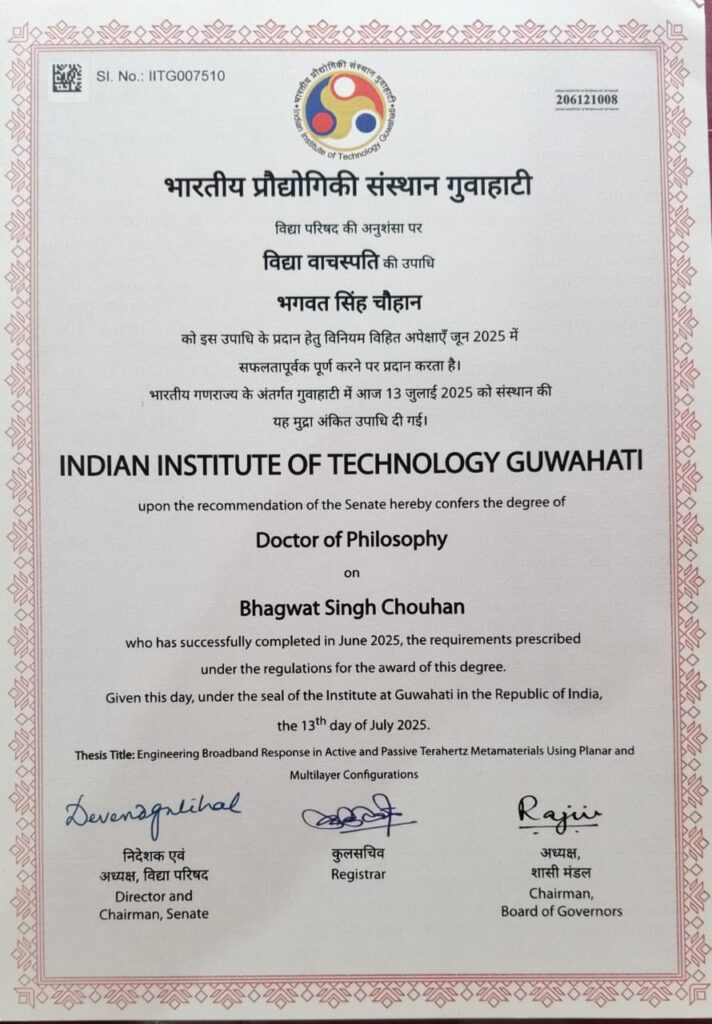 Sl. No.: IITG007510
भारतीय प्रौद्योगिकी संस्थान गुवाहाटी
Indian Institute of Technology Guwahati
206121008
भारतीय प्रौद्योगिकी संस्थान गुवाहाटी
विद्या परिषद की अनुशंसा पर
विद्या वाचस्पति की उपाधि
भगवत सिंह चौहान
को इस उपाधि के प्रदान हेतु विनियम विहित अपेक्षाएँ जून 2025 में
सफलतापूर्वक पूर्ण करने पर प्रदान करता है।
भारतीय गणराज्य के अंतर्गत गुवाहाटी में आज 13 जुलाई 2025 को संस्थान की
यह मुद्रा अंकित उपाधि दी गई।
INDIAN INSTITUTE OF TECHNOLOGY GUWAHATI
upon the recommendation of the Senate hereby confers the degree of
Doctor of Philosophy
on
Bhagwat Singh Chouhan
who has successfully completed in June 2025, the requirements prescribed
under the regulations for the award of this degree.
Given this day, under the seal of the Institute at Guwahati in the Republic of India,
the 13th day of July 2025.
Thesis Title: Engineering Broadband Response in Active and Passive Terahertz Metamaterials Using Planar and
Multilayer Configurations
निदेशक एवं
अध्यक्ष, विद्या परिषद
Director and
Chairman, Senate
कुलसचिव
Registrar
Rajiv
अध्यक्ष,
शासी मंडल
Chairman,
Board of Governors